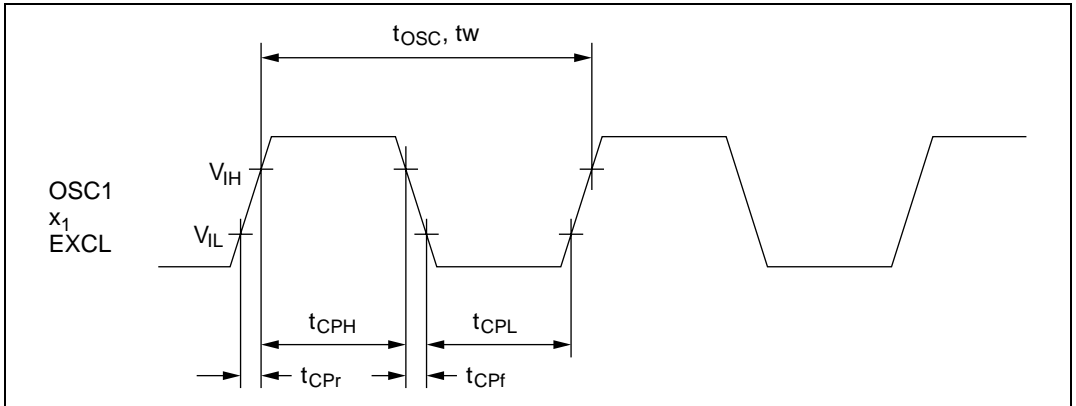 tOSC, tw
VIH
OSC1
x1
EXCL
VIL
tCPH
tCPL
tCPr
tCPf